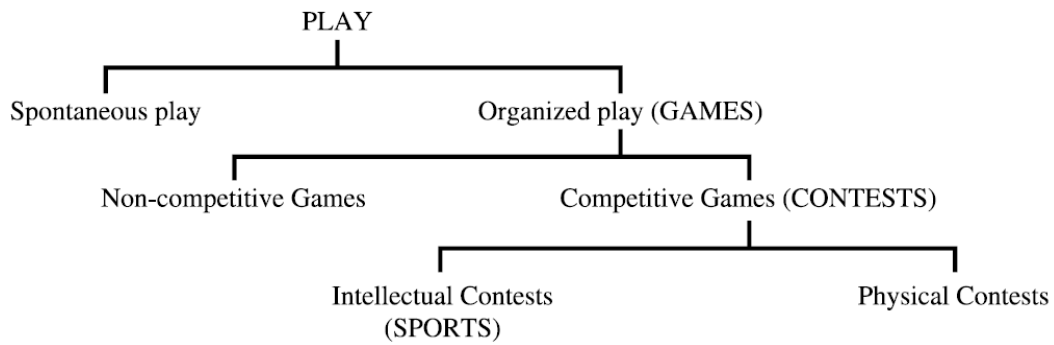 PLAY
Spontaneous play
Organized play (GAMES)
Non-competitive Games
Competitive Games (CONTESTS)
Intellectual Contests
(SPORTS)
Physical Contests